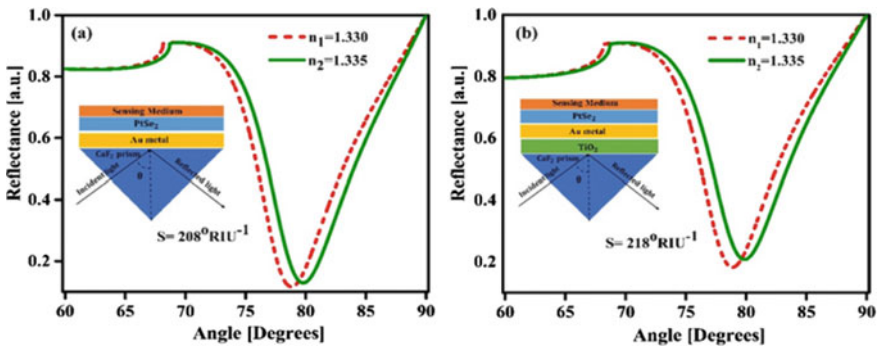 (a)
n1=1.330
n2=1.335
Sensing Medium
PtSe2
Au metal
CaF2 prism
θ
Incident light
Reflected light
S= 208°RIU-1
Reflectance [a.u.]
1.0
0.8
0.6
0.4
0.2
60 65 70 75 80 85 90
Angle [Degrees]
(b)
n1=1.330
n2=1.335
Sensing Medium
PtSe2
Au metal
TiO2
CaF2 prism
θ
Incident light
Reflected light
S= 218°RIU-1
Reflectance [a.u.]
1.0
0.8
0.6
0.4
0.2
60 65 70 75 80 85 90
Angle [Degrees]